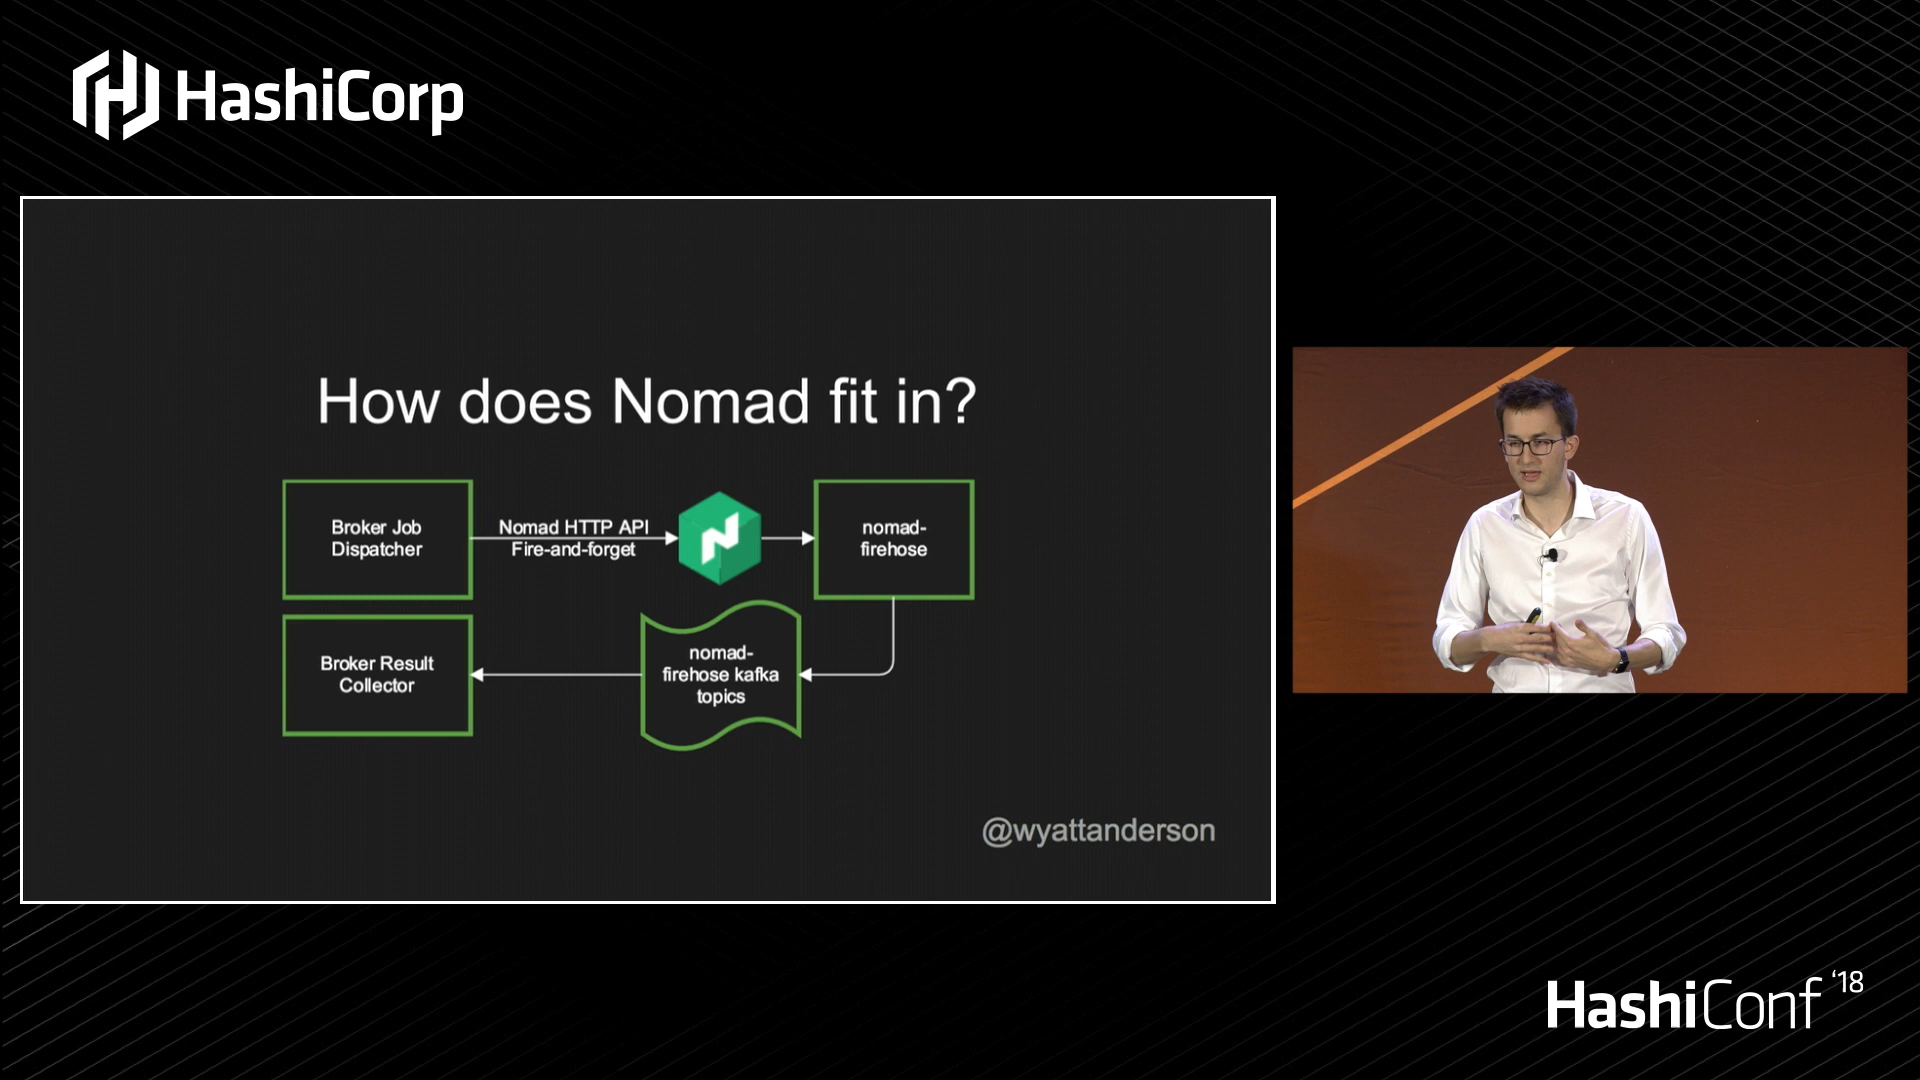 HashiCorp
How does Nomad fit in?
Broker Job
Dispatcher
Nomad HTTP API
Fire-and-forget
nomad-
firehose
Broker Result
Collector
nomad-
firehose kafka
topics
@wyattanderson
HashiConf '18